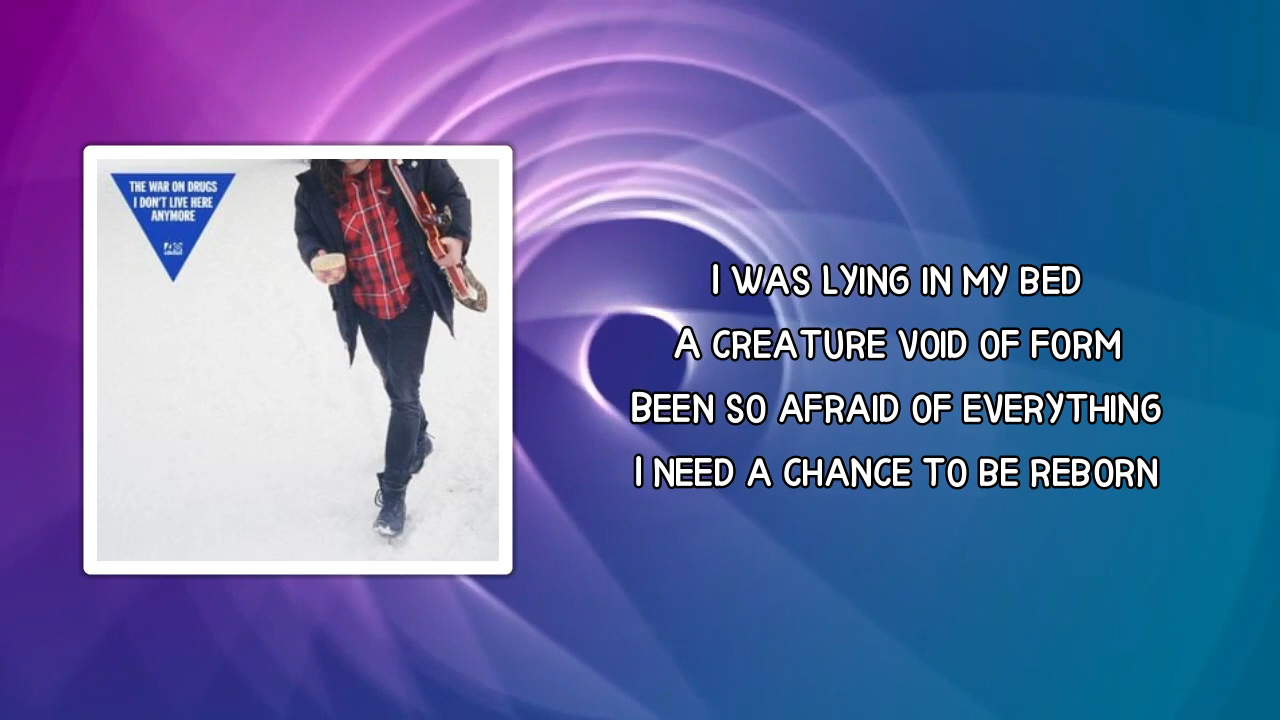 THE WAR ON DRUGS
I DON'T LIVE HERE
ANYMORE
I WAS LYING IN MY BED
A CREATURE VOID OF FORM
BEEN SO AFRAID OF EVERYTHING
I NEED A CHANCE TO BE REBORN